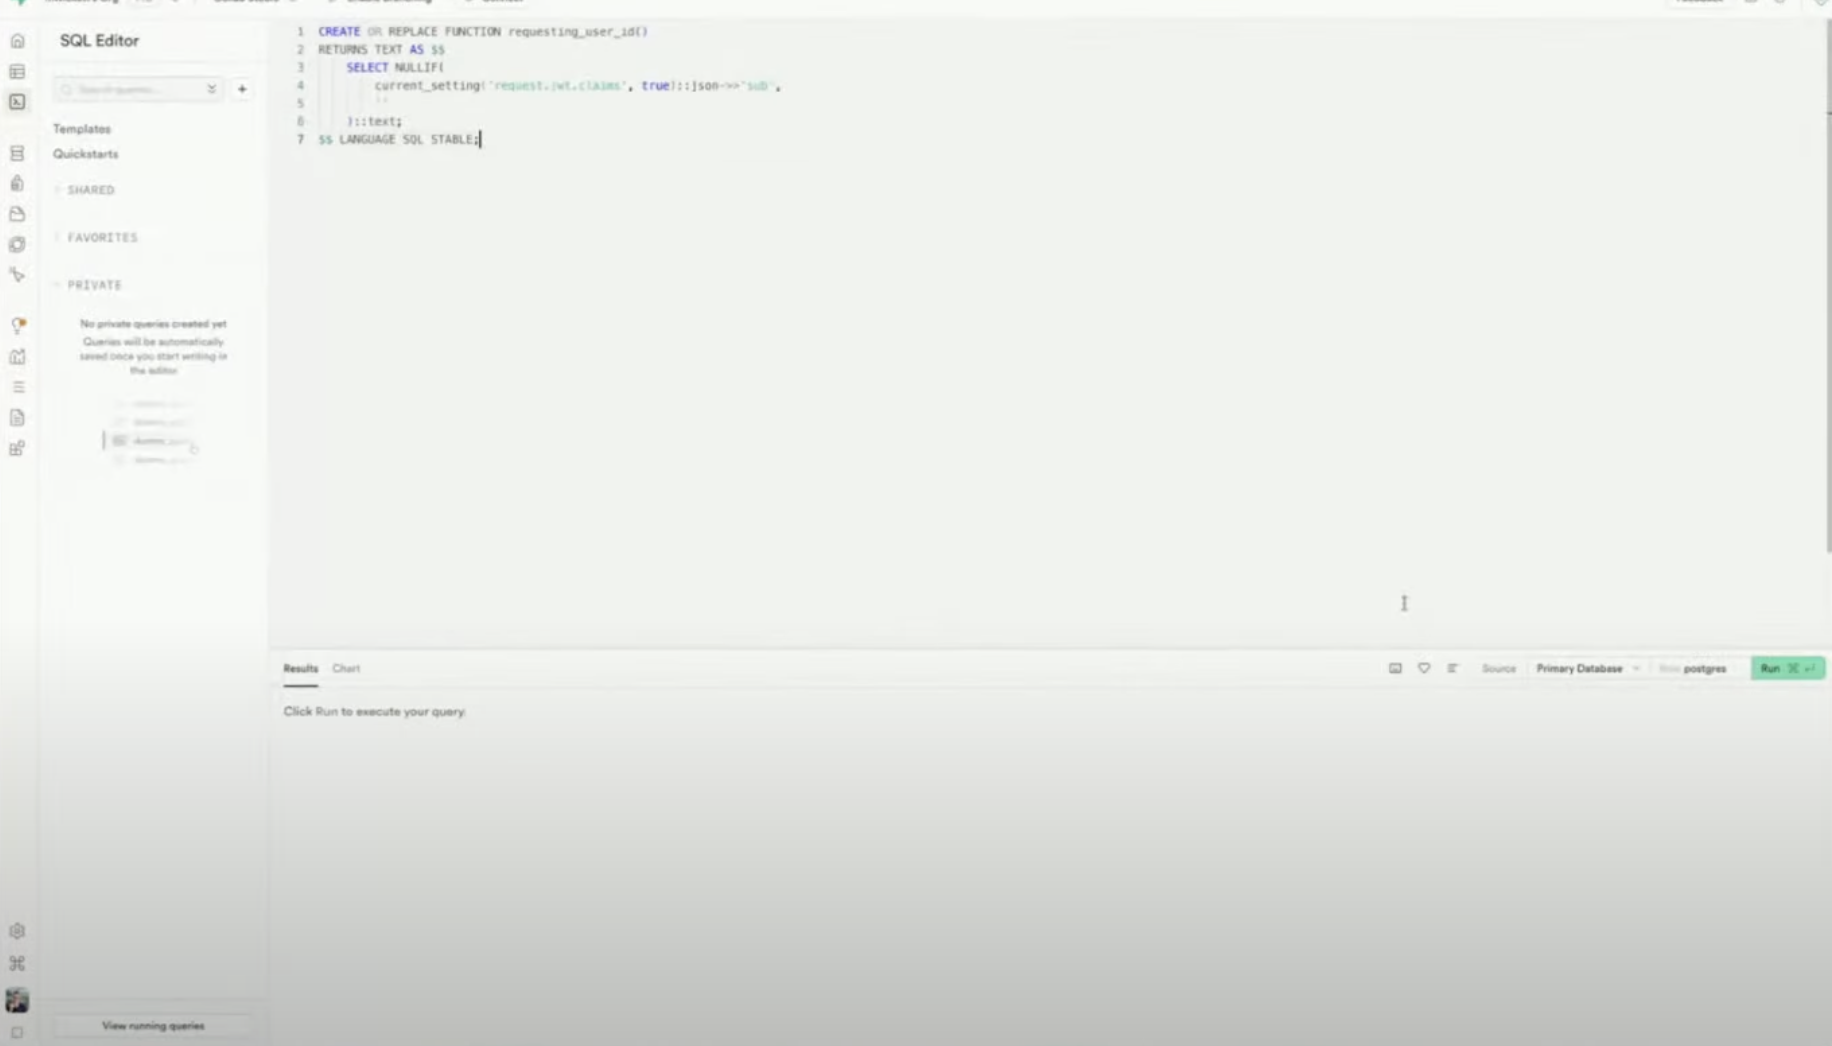 SQL Editor
Search queries...
Templates
Quickstarts
SHARED
FAVORITES
PRIVATE
No private queries created yet
Queries will be automatically
saved once you start writing in
the editor
View running queries
1 CREATE OR REPLACE FUNCTION requesting_user_id()
2 RETURNS TEXT AS $$
3 SELECT NULLIF(
4 current_setting('request.jwt.claims', true)::json->>'sub',
5 ''
6 )::text;
7 $$ LANGUAGE SQL STABLE;
Results Chart
Source Primary Database postgres Run
Click Run to execute your query.